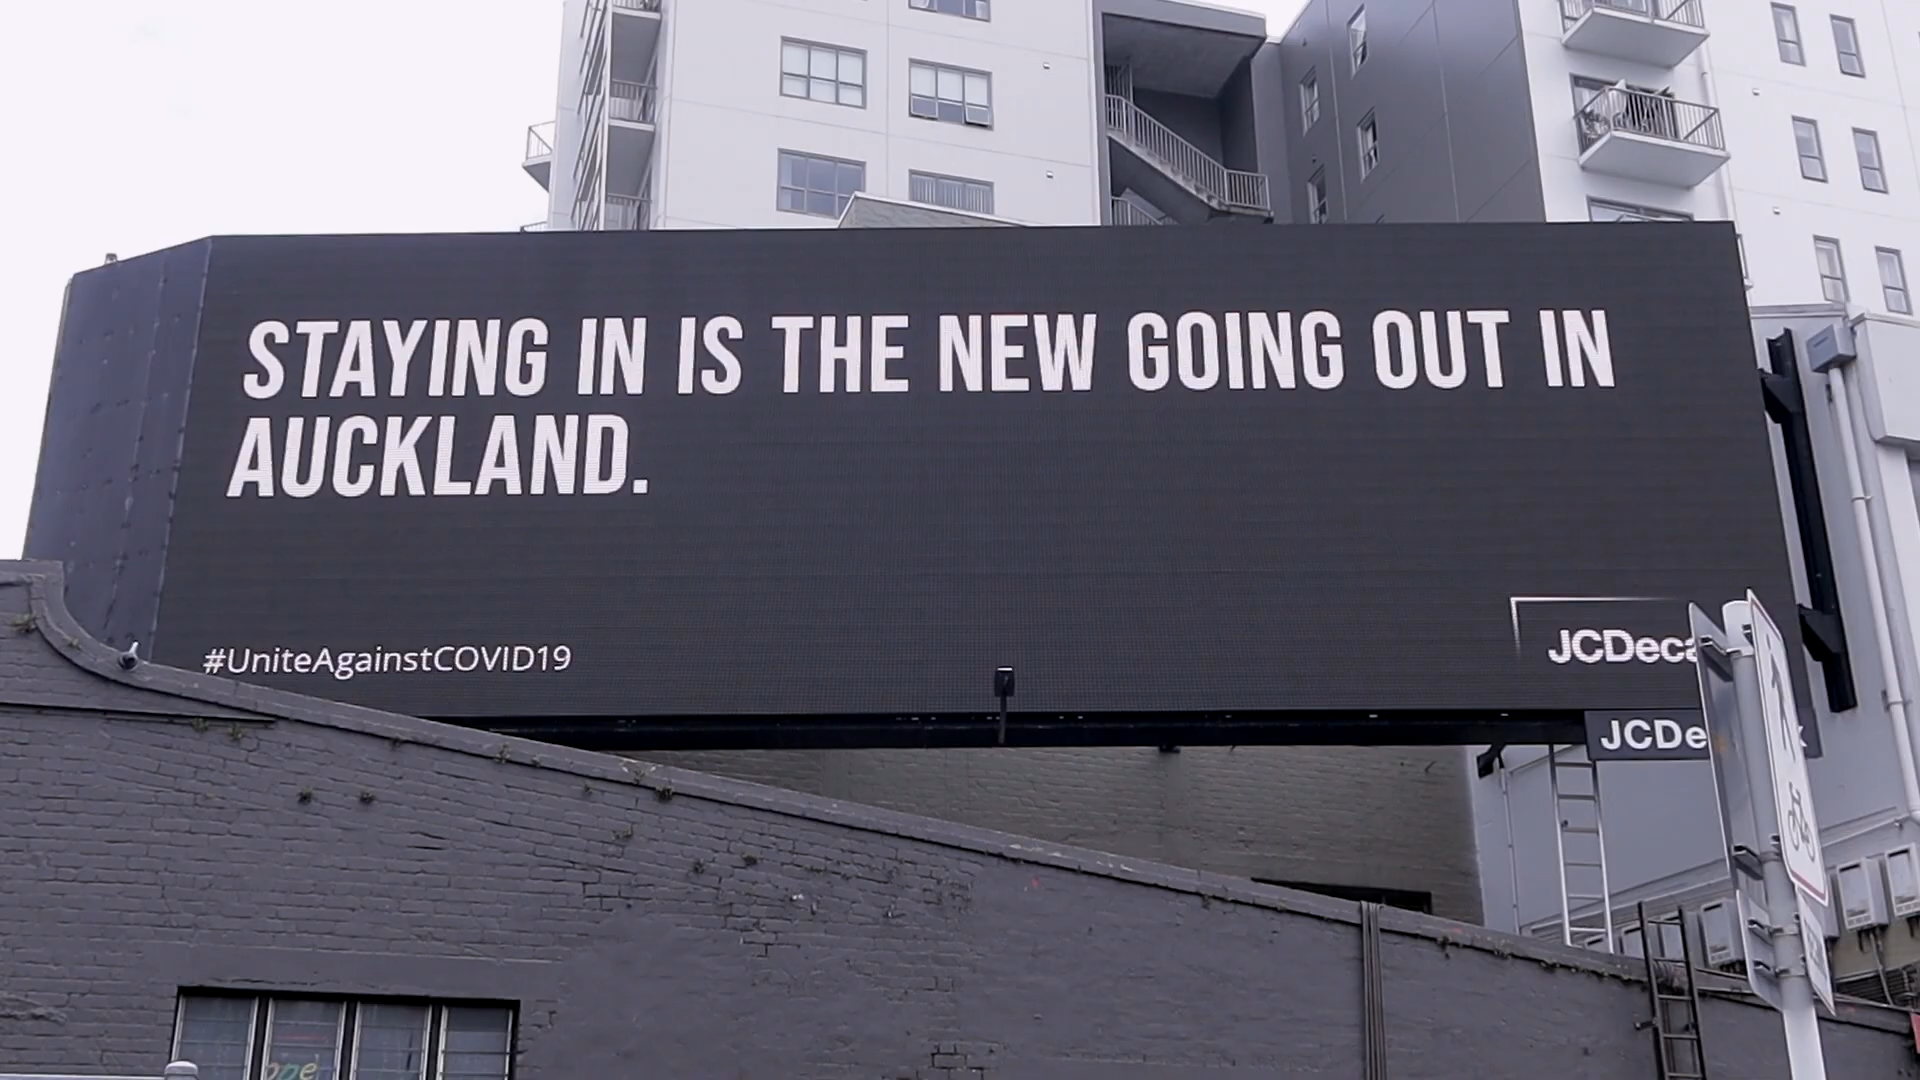 STAYING IN IS THE NEW GOING OUT IN
AUCKLAND.
#UniteAgainstCOVID19